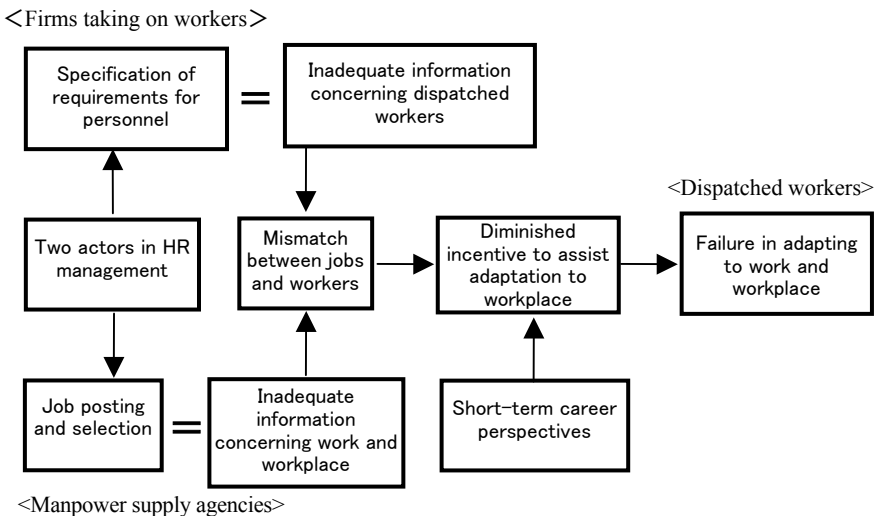 ＜Firms taking on workers＞
Specification of
requirements for
personnel
=
Inadequate information
concerning dispatched
workers
<Dispatched workers>
Two actors in HR
management
Mismatch
between jobs
and workers
Diminished
incentive to assist
adaptation to
workplace
Failure in adapting
to work and
workplace
Job posting
and selection
=
Inadequate
information
concerning work and
workplace
Short-term career
perspectives
<Manpower supply agencies>